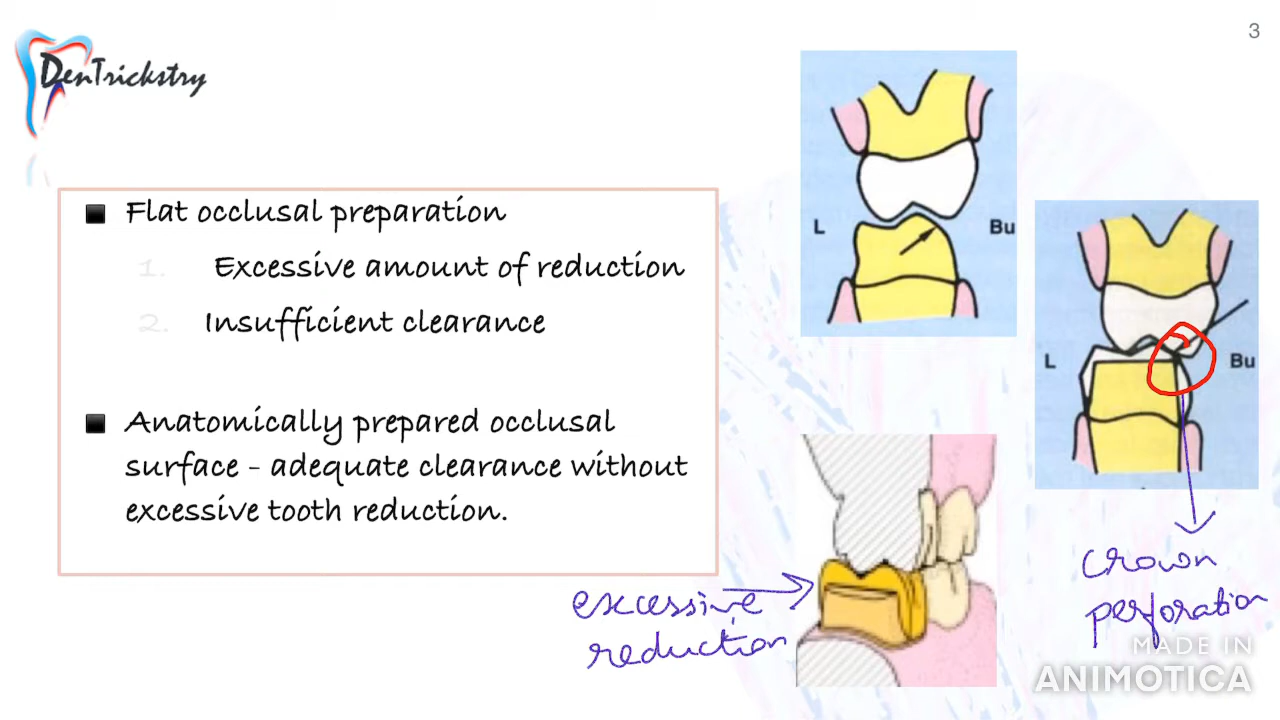 3
DenTrickstry
Flat occlusal preparation
1. Excessive amount of reduction
2. Insufficient clearance
Anatomically prepared occlusal
surface - adequate clearance without
excessive tooth reduction.
L
Bu
L
Bu
excessive
reduction
crown
perforation
MADE IN
ANIMOTICA